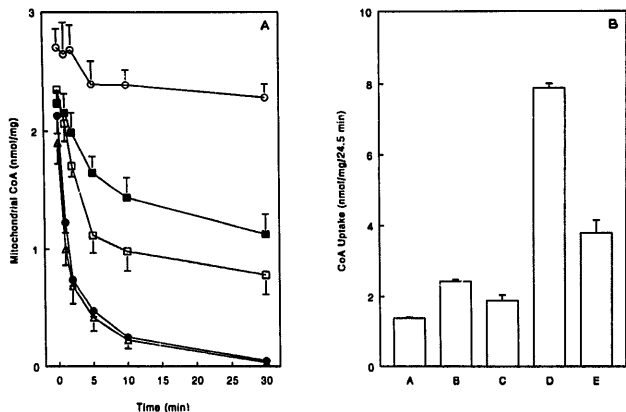 A
Mitochondrial CoA (nmol/mg)
3
2
1
0
0 5 10 15 20 25 30
Time (min)
B
CoA Uptake (nmol/mg/24.5 min)
10
8
6
4
2
0
A B C D E